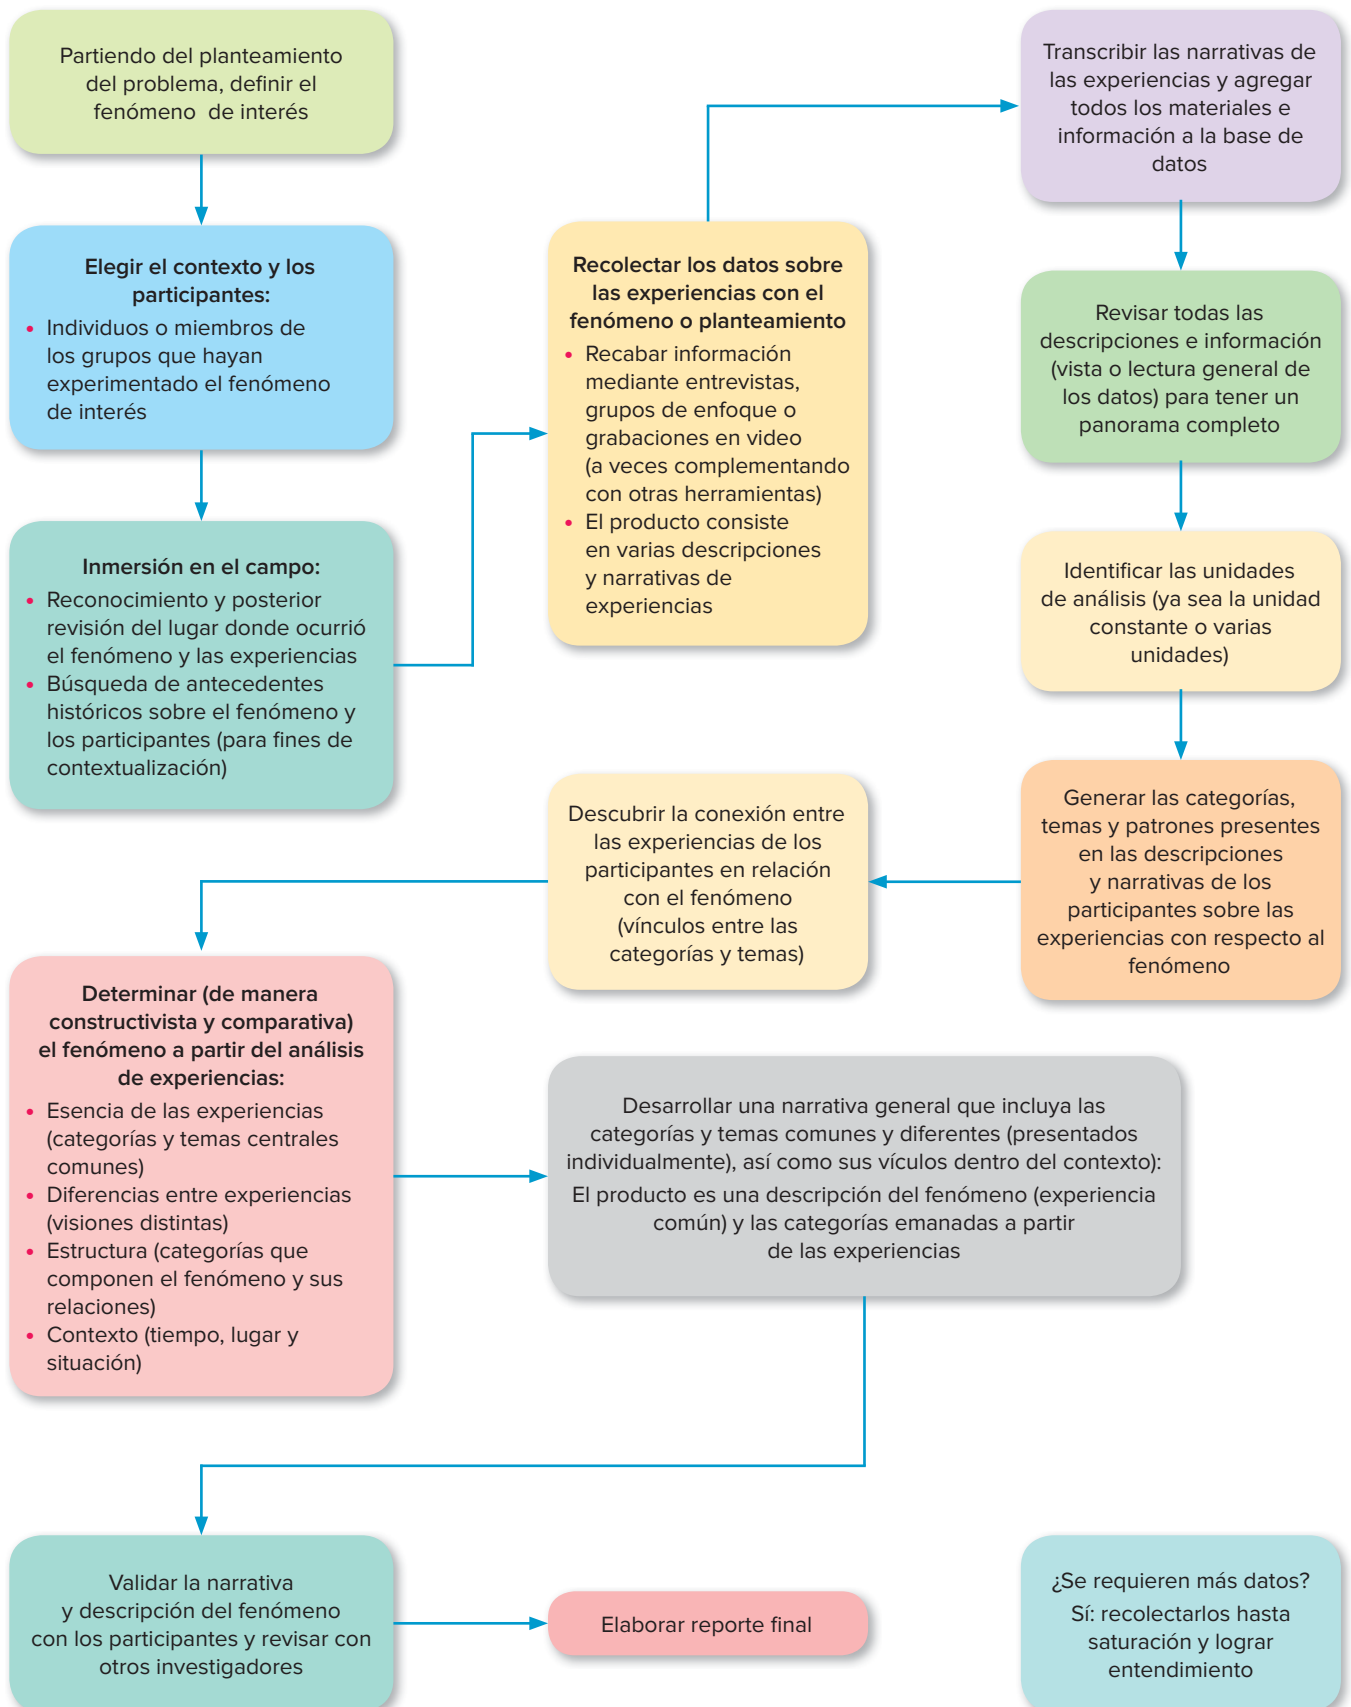 Partiendo del planteamiento
del problema, definir el
fenómeno de interés
Elegir el contexto y los
participantes:
• Individuos o miembros de
los grupos que hayan
experimentado el fenómeno
de interés
Inmersión en el campo:
• Reconocimiento y posterior
revisión del lugar donde ocurrió
el fenómeno y las experiencias
• Búsqueda de antecedentes
históricos sobre el fenómeno y
los participantes (para fines de
contextualización)
Recolectar los datos sobre
las experiencias con el
fenómeno o planteamiento
• Recabar información
mediante entrevistas,
grupos de enfoque o
grabaciones en video
(a veces complementando
con otras herramientas)
• El producto consiste
en varias descripciones
y narrativas de
experiencias
Transcribir las narrativas de
las experiencias y agregar
todos los materiales e
información a la base de
datos
Revisar todas las
descripciones e información
(vista o lectura general de
los datos) para tener un
panorama completo
Identificar las unidades
de análisis (ya sea la unidad
constante o varias
unidades)
Generar las categorías,
temas y patrones presentes
en las descripciones
y narrativas de los
participantes sobre las
experiencias con respecto al
fenómeno
Descubrir la conexión entre
las experiencias de los
participantes en relación
con el fenómeno
(vínculos entre las
categorías y temas)
Determinar (de manera
constructivista y comparativa)
el fenómeno a partir del análisis
de experiencias:
• Esencia de las experiencias
(categorías y temas centrales
comunes)
• Diferencias entre experiencias
(visiones distintas)
• Estructura (categorías que
componen el fenómeno y sus
relaciones)
• Contexto (tiempo, lugar y
situación)
Desarrollar una narrativa general que incluya las
categorías y temas comunes y diferentes (presentados
individualmente), así como sus vículos dentro del contexto):
El producto es una descripción del fenómeno (experiencia
común) y las categorías emanadas a partir
de las experiencias
Validar la narrativa
y descripción del fenómeno
con los participantes y revisar con
otros investigadores
Elaborar reporte final
¿Se requieren más datos?
Sí: recolectarlos hasta
saturación y lograr
entendimiento